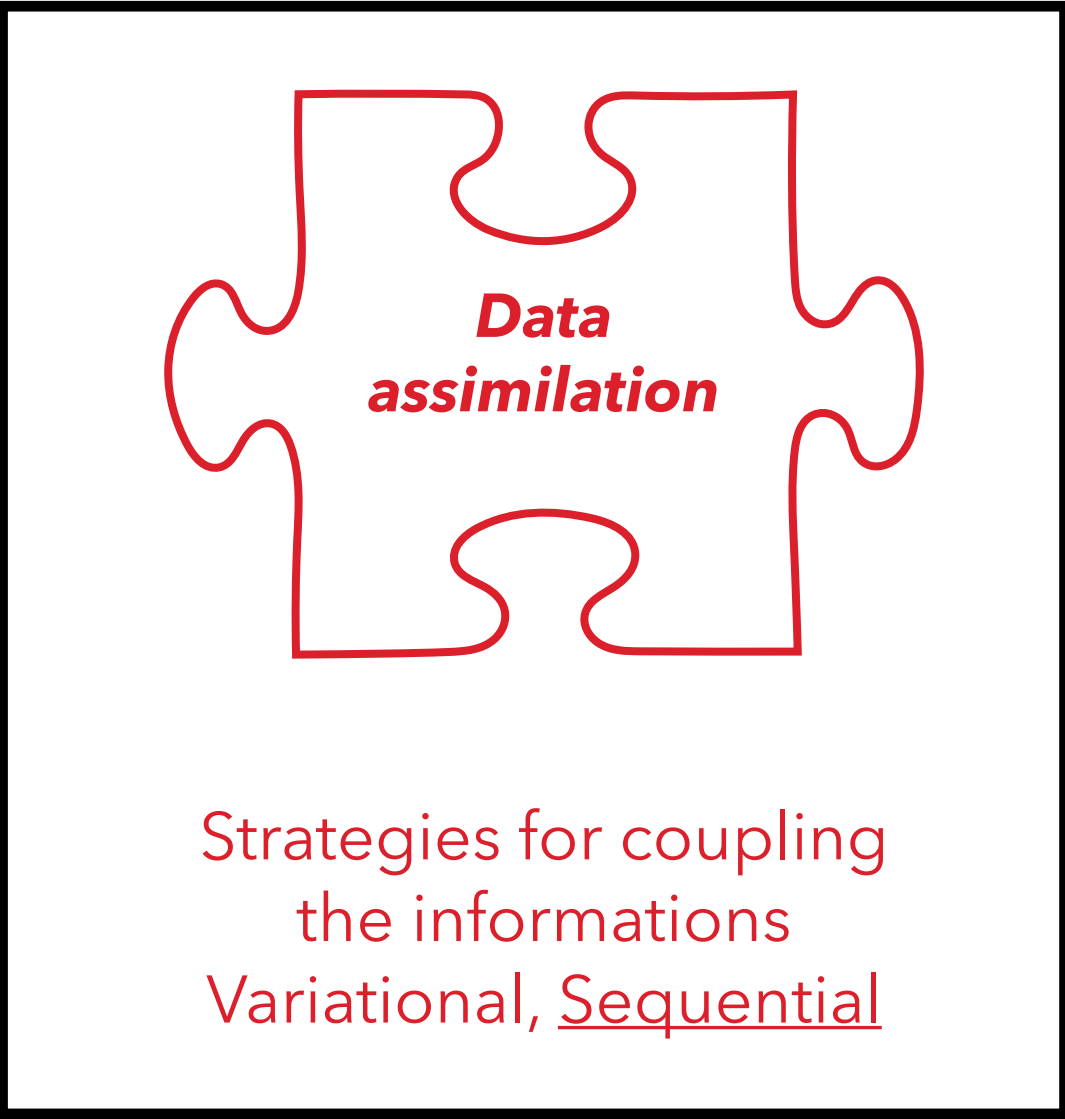 Data
assimilation
Strategies for coupling
the informations
Variational, Sequential